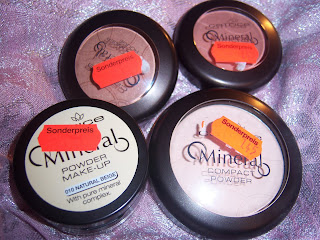 Sonderpreis
Sonderpreis
Mineral
Sonderpreis
Mineral
POWDER
MAKE-UP
010 NATURAL BEIGE
With pure mineral
complex.
Sonderpreis
Mineral
COMPACT
POWDER